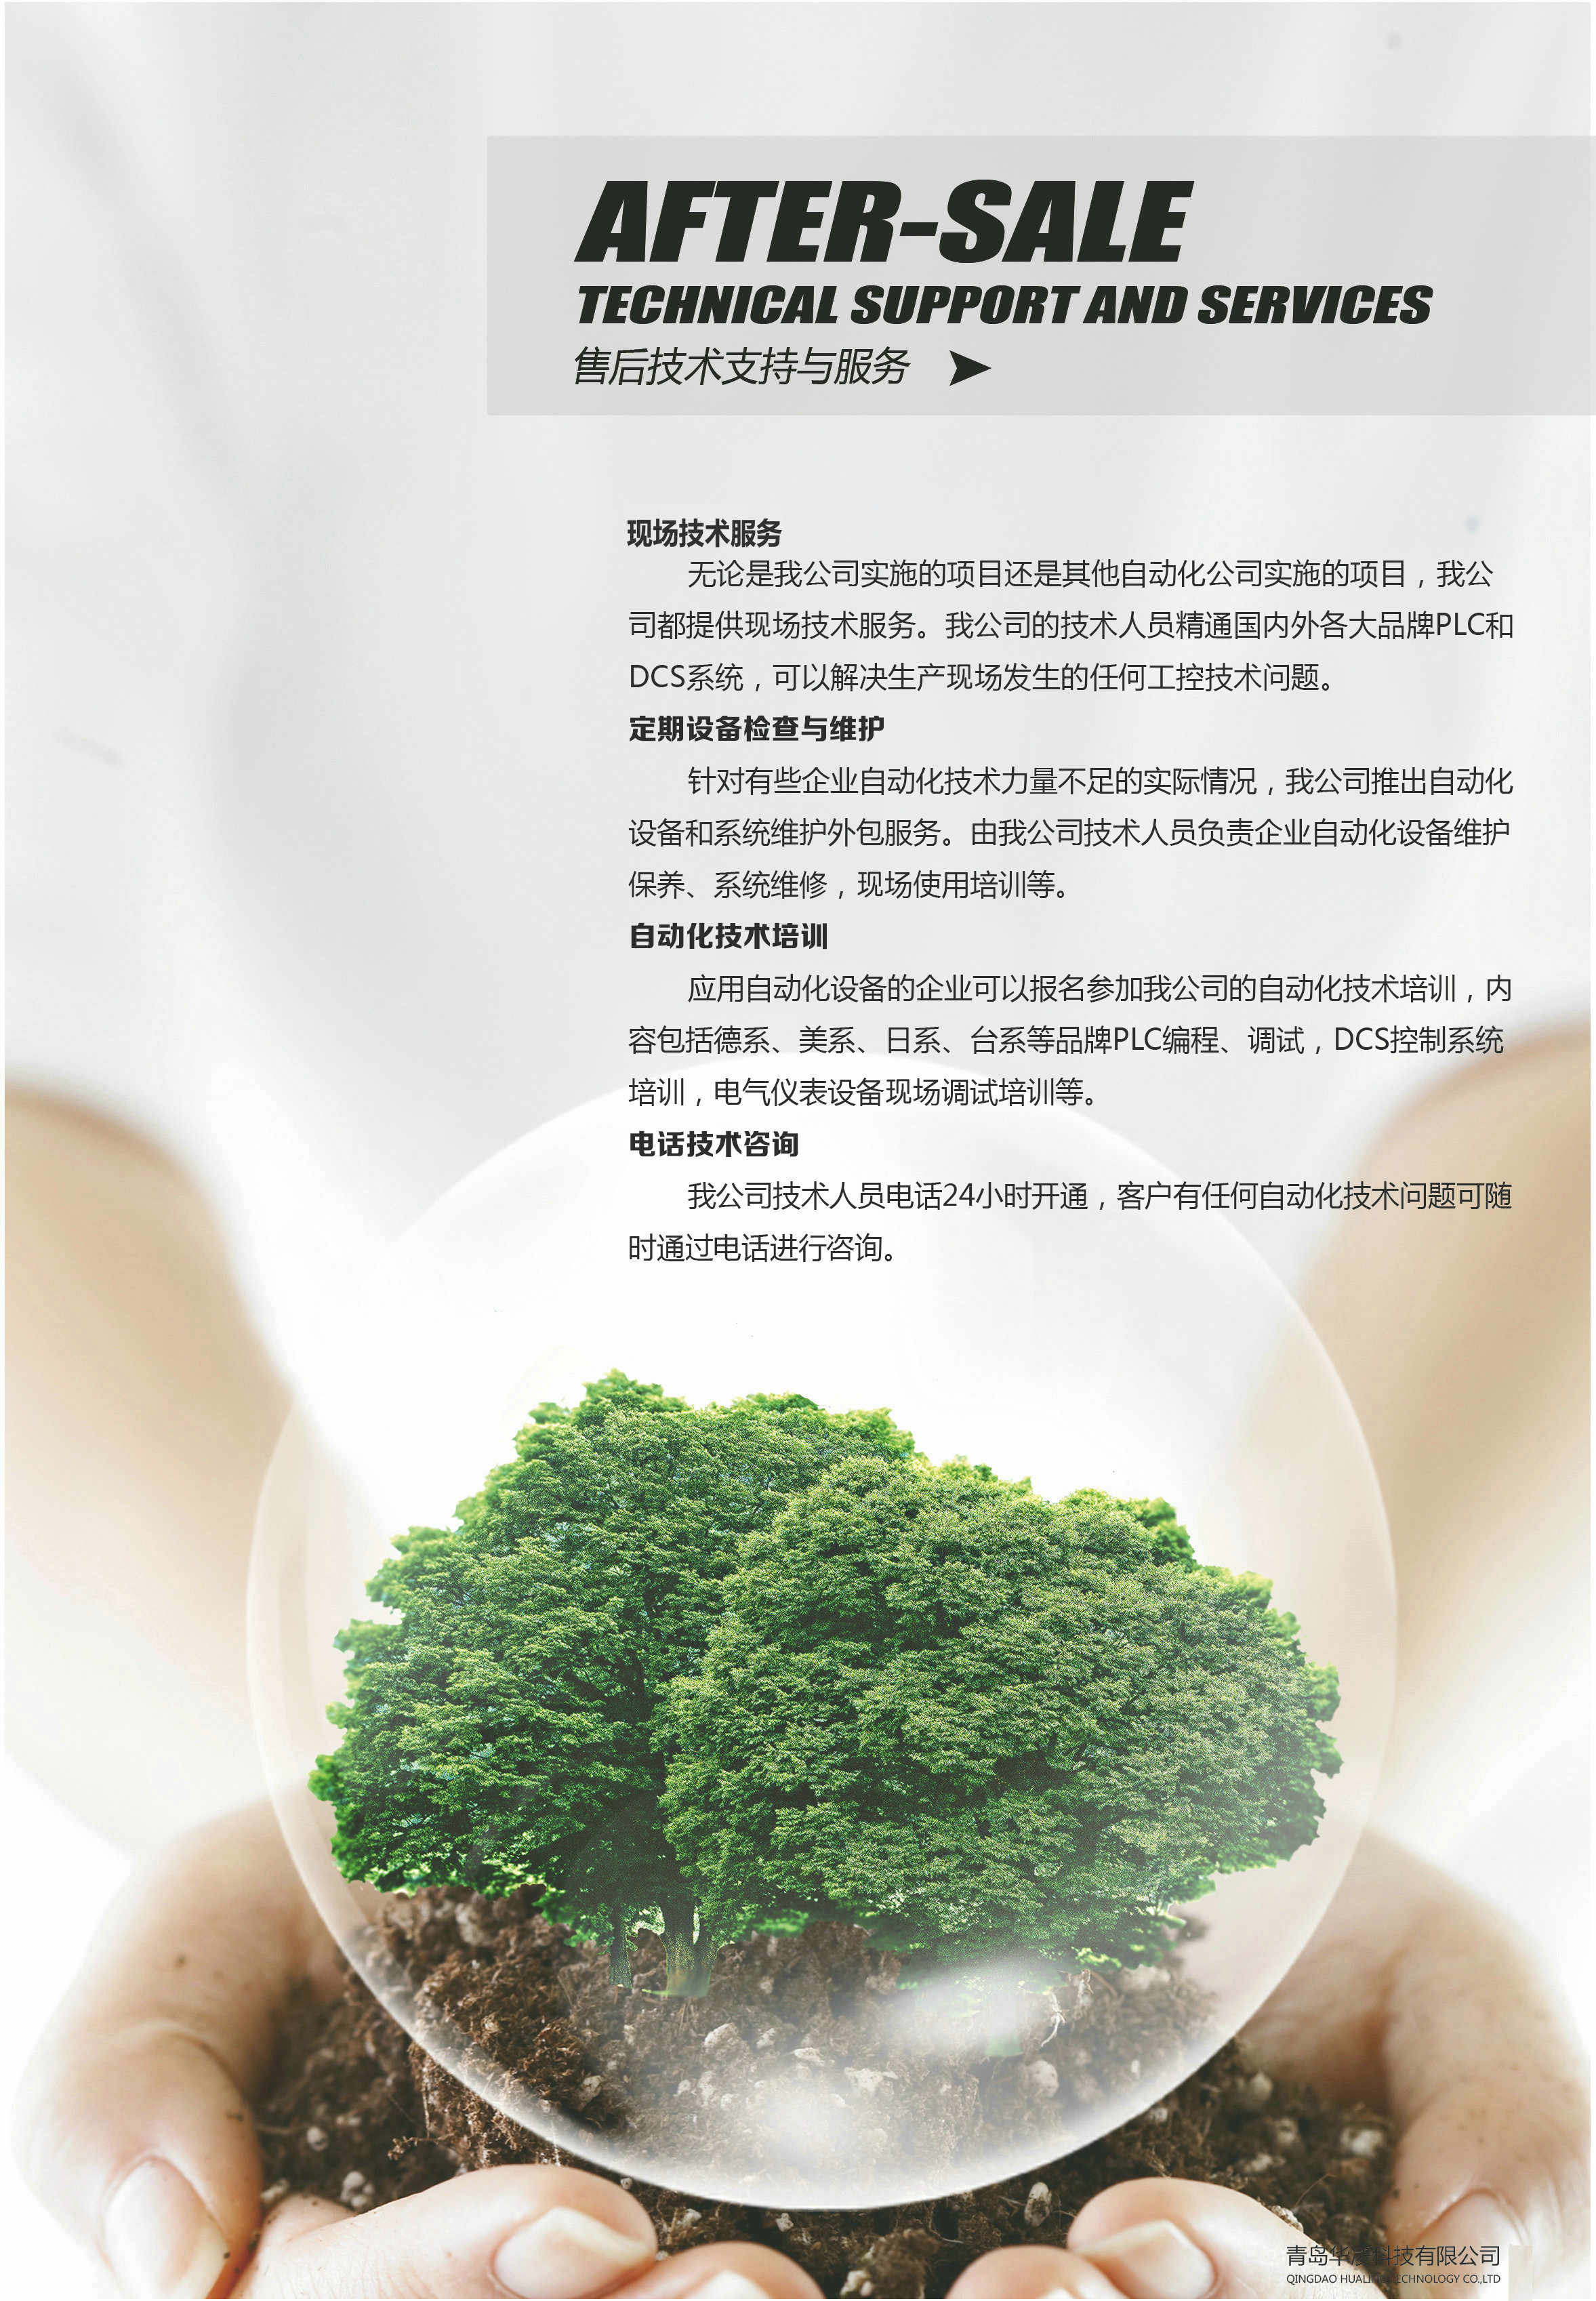 AFTER-SALE
TECHNICAL SUPPORT AND SERVICES
售后技术支持与服务
现场技术服务
无论是我公司实施的项目还是其他自动化公司实施的项目，我公
司都提供现场技术服务。我公司的技术人员精通国内外各大品牌PLC和
DCS系统，可以解决生产现场发生的任何工控技术问题。
定期设备检查与维护
针对有些企业自动化技术力量不足的实际情况，我公司推出自动化
设备和系统维护外包服务。由我公司技术人员负责企业自动化设备维护
保养、系统维修，现场使用培训等。
自动化技术培训
应用自动化设备的企业可以报名参加我公司的自动化技术培训，内
容包括德系、美系、日系、台系等品牌PLC编程、调试，DCS控制系统
培训，电气仪表设备现场调试培训等。
电话技术咨询
我公司技术人员电话24小时开通，客户有任何自动化技术问题可随
时通过电话进行咨询。
青岛华科技有限公司
QINGDAO TECHNOLOGY CO.,LTD